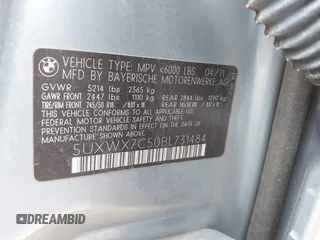 VEHICLE TYPE: MPV <6000 LBS 04/11
MFD BY BAYERISCHE MOTORENWERKE AG
GVWR 5214 lbs 2365 kg
GAWR FRONT 2447 lbs 1110 kg REAR 2844 lbs 1290 kg
TIRE/RIM FRONT 245/50 R18 REAR
THIS VEHICLE CONFORMS TO ALL APPLICABLE U.S.
FEDERAL MOTOR VEHICLE SAFETY AND THEFT PREVENTION
STANDARDS IN EFFECT ON THE DATE OF
MANUFACTURE SHOWN ABOVE.
5UXWX7C50BL731484
DREAMBID
dreambid.com